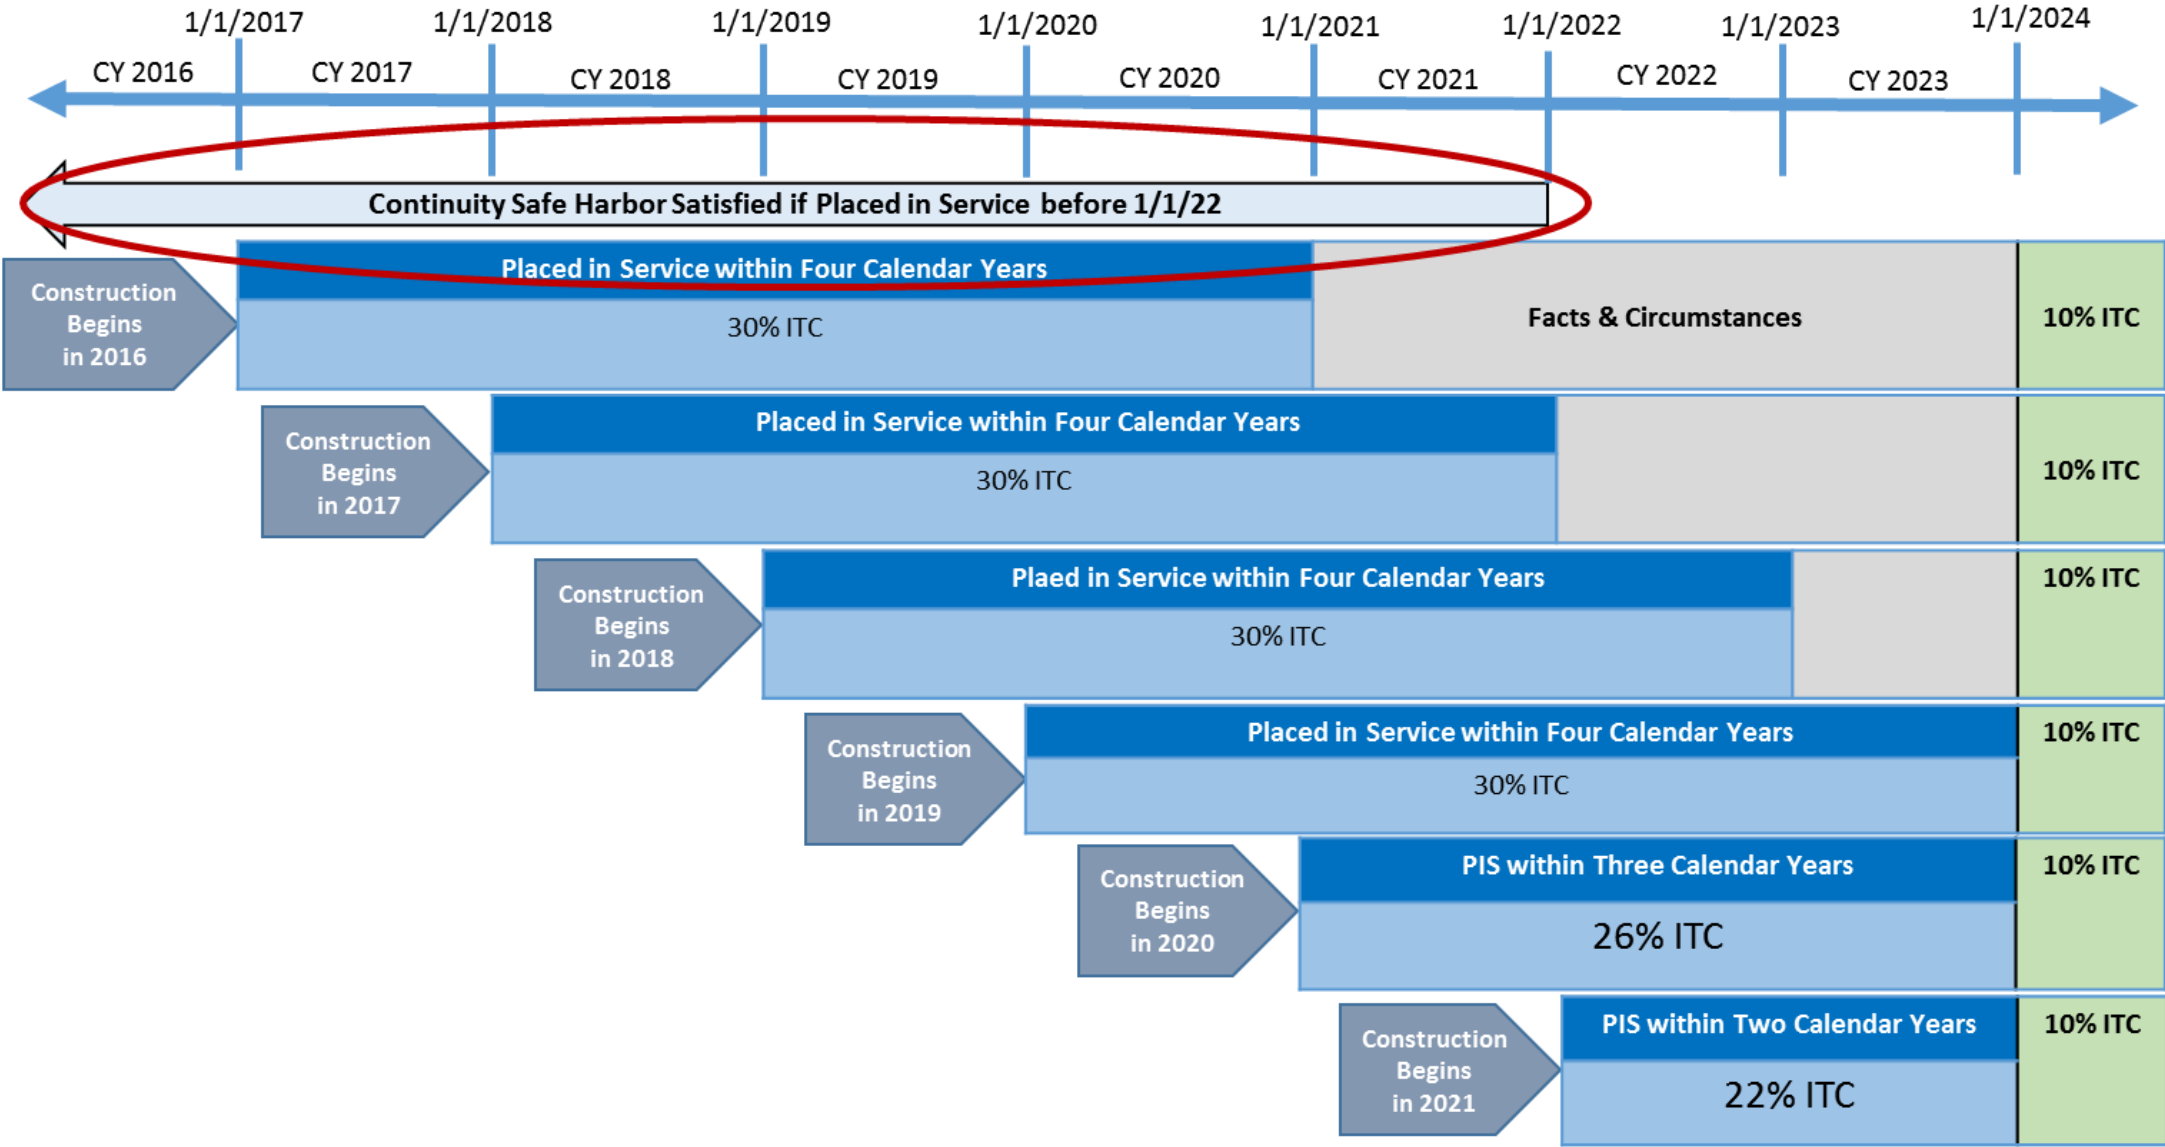 1/1/2017 1/1/2018 1/1/2019 1/1/2020 1/1/2021 1/1/2022 1/1/2023 1/1/2024
CY 2016 CY 2017 CY 2018 CY 2019 CY 2020 CY 2021 CY 2022 CY 2023
Continuity Safe Harbor Satisfied if Placed in Service before 1/1/22
Construction
Begins
in 2016
Placed in Service within Four Calendar Years
30% ITC
Facts & Circumstances
10% ITC
Construction
Begins
in 2017
Placed in Service within Four Calendar Years
30% ITC
10% ITC
Construction
Begins
in 2018
Plaed in Service within Four Calendar Years
30% ITC
10% ITC
Construction
Begins
in 2019
Placed in Service within Four Calendar Years
30% ITC
10% ITC
Construction
Begins
in 2020
PIS within Three Calendar Years
26% ITC
10% ITC
Construction
Begins
in 2021
PIS within Two Calendar Years
22% ITC
10% ITC